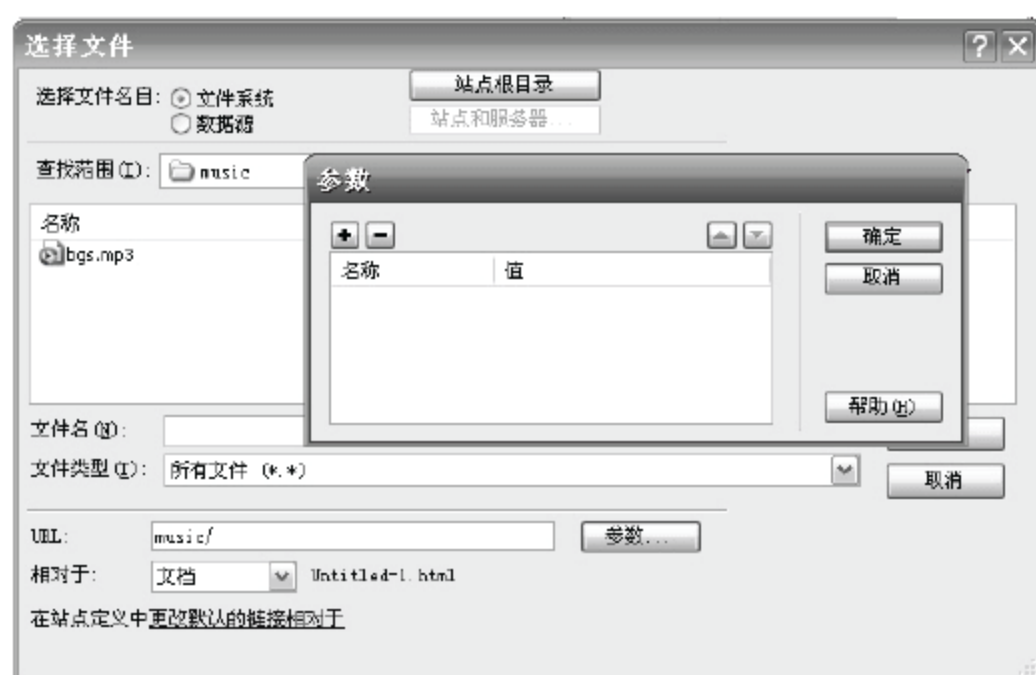 选择文件
选择文件名目: 文件系统
数据源
站点根目录
站点和服务器...
查找范围(I): music
名称
bgs.mp3
参数
名称 值
确定
取消
帮助(H)
文件名(N):
文件类型(T): 所有文件 (*.*)
取消
URL: music/ 参数...
相对于: 文档 Untitled-1.html
在站点定义中更改默认的链接相对于